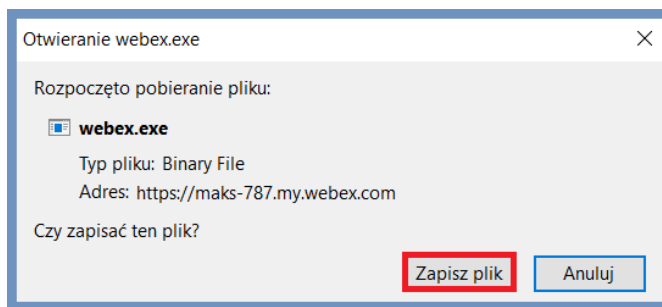 Otwieranie webex.exe
Rozpoczęto pobieranie pliku:
webex.exe
Typ pliku: Binary File
Adres: https://maks-787.my.webex.com
Czy zapisać ten plik?
Zapisz plik Anuluj